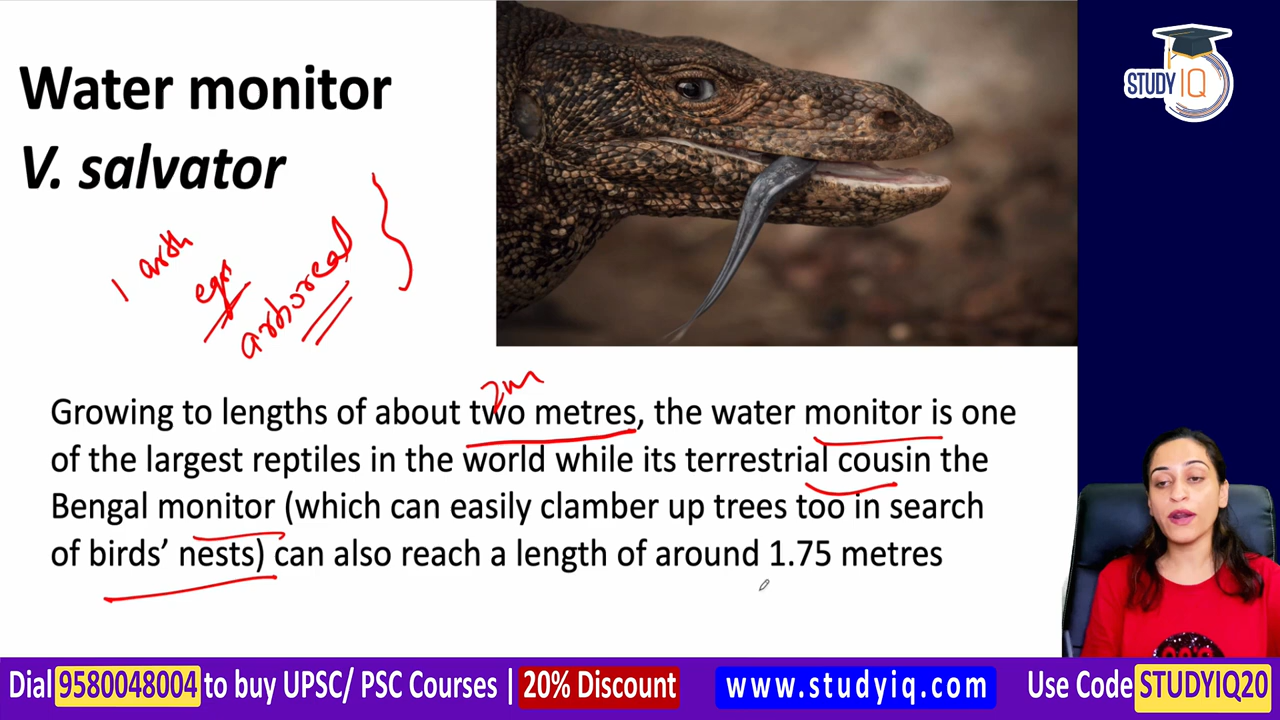 Water monitor
V. salvator
STUDY IQ
arboreal
2m
Growing to lengths of about two metres, the water monitor is one
of the largest reptiles in the world while its terrestrial cousin the
Bengal monitor (which can easily clamber up trees too in search
of birds’ nests) can also reach a length of around 1.75 metres
Dial 9580048004 to buy UPSC/ PSC Courses | 20% Discount www.studyiq.com Use Code STUDYIQ20